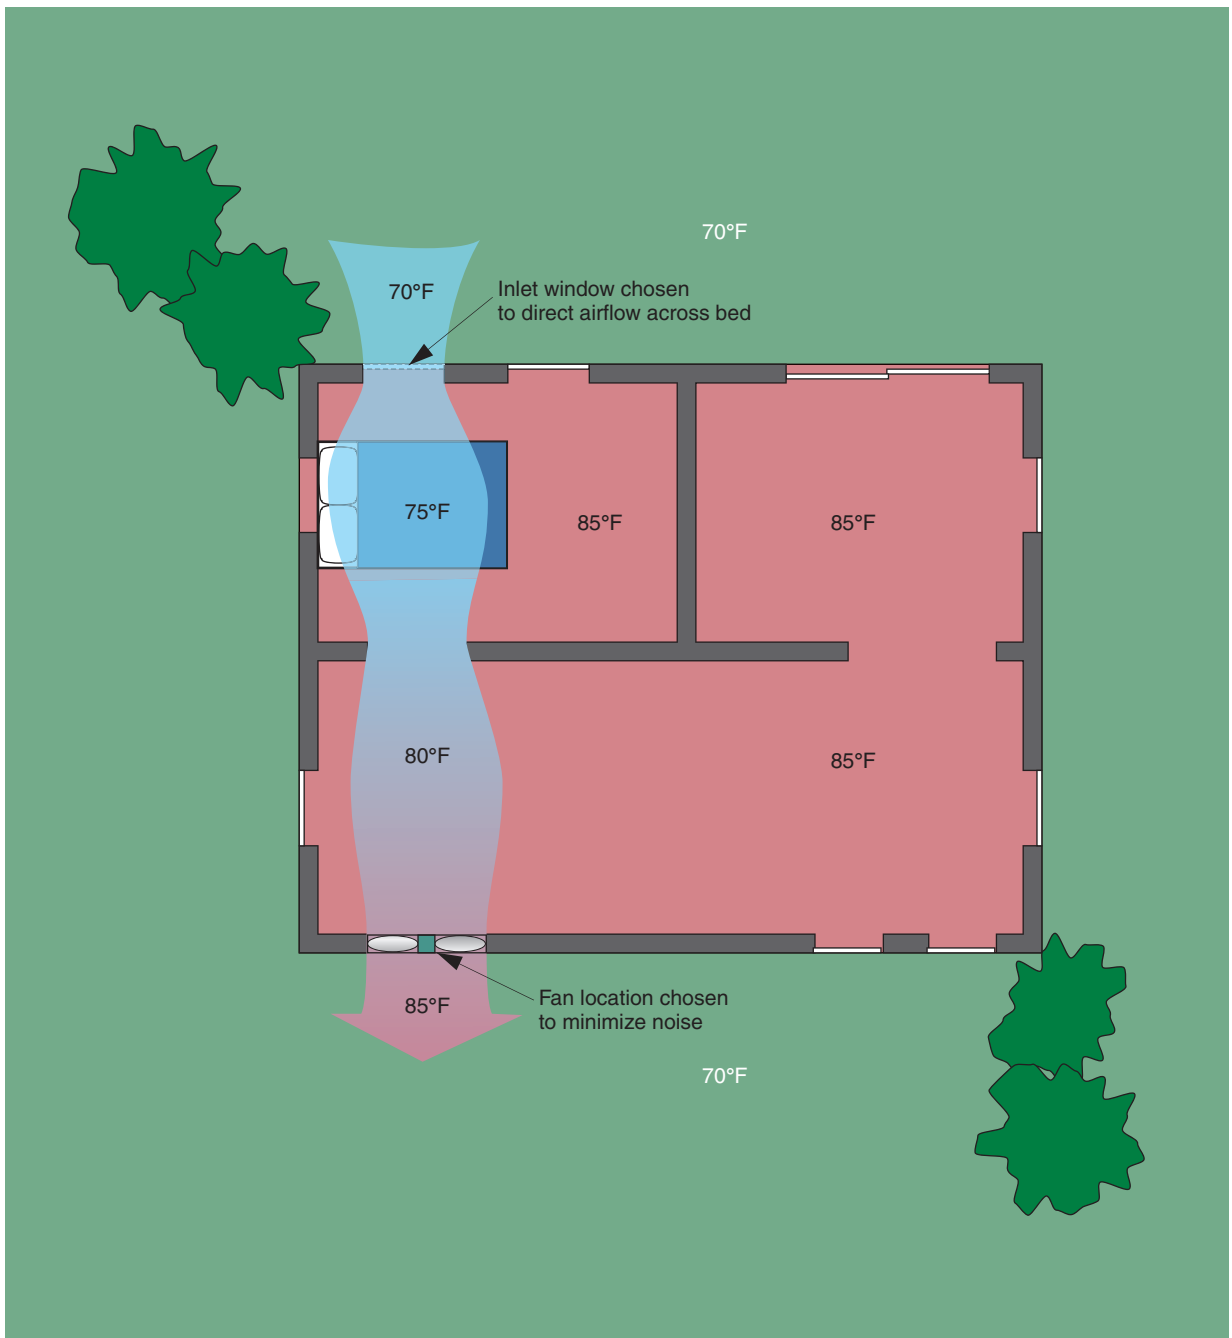 70°F
70°F
Inlet window chosen
to direct airflow across bed
75°F
85°F
85°F
80°F
85°F
85°F
Fan location chosen
to minimize noise
70°F